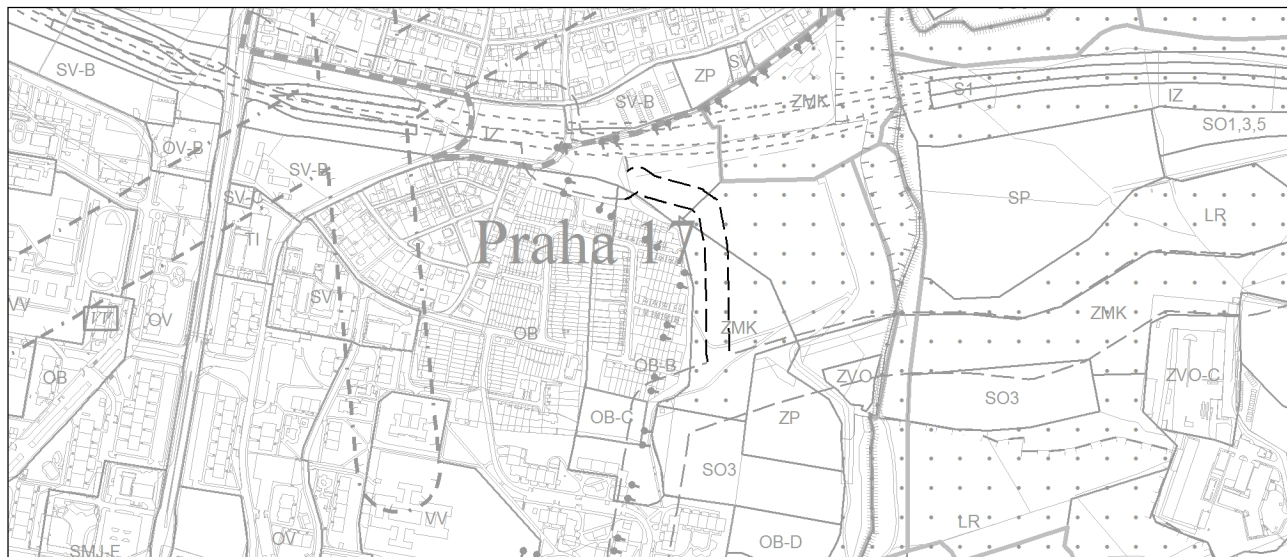 SV-B
ZP
SV
SV-B
ZMK
S1
IZ
SO1,3,5
OV-B
IZ
SV-B
SV-C
TI
SP
LR
Praha 17
VV
OV
SV
OB
ZMK
ZMK
OB
OB-B
ZVO
ZVO-C
SO3
OB-C
ZP
SO3
VV
OV
SMJ-F
OB-D
LR